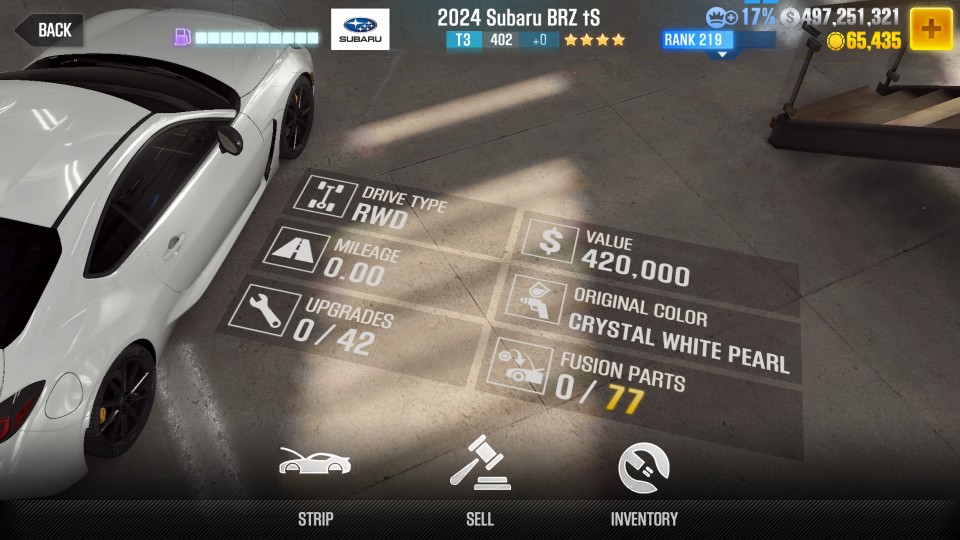 BACK
SUBARU
2024 Subaru BRZ tS
T3 402 +0
17%
497,251,321
RANK 219
65,435
DRIVE TYPE
RWD
MILEAGE
0.00
UPGRADES
0 / 42
VALUE
420,000
ORIGINAL COLOR
CRYSTAL WHITE PEARL
FUSION PARTS
0 / 77
STRIP
SELL
INVENTORY